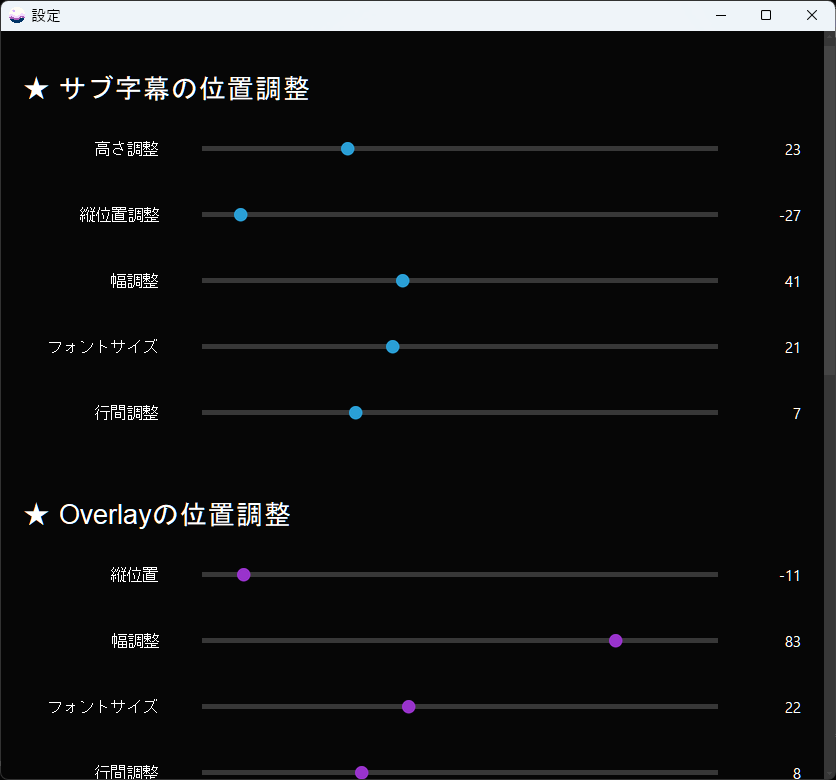 設定
★ サブ字幕の位置調整
高さ調整 23
縦位置調整 -27
幅調整 41
フォントサイズ 21
行間調整 7
★ Overlayの位置調整
縦位置 -11
幅調整 83
フォントサイズ 22
行間調整 8